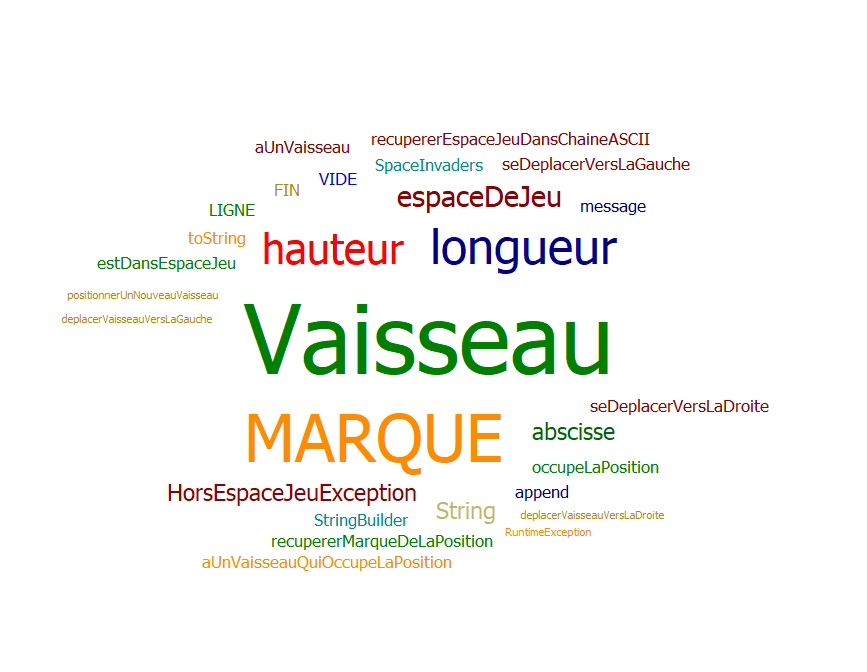 recupererEspaceJeuDansChaineASCII
aUnVaisseau
SpaceInvaders
seDeplacerVersLaGauche
VIDE
FIN
espaceDeJeu
message
LIGNE
toString
hauteur
longueur
estDansEspaceJeu
positionnerUnNouveauVaisseau
deplacerVaisseauVersLaGauche
Vaisseau
seDeplacerVersLaDroite
MARQUE
abscisse
occupeLaPosition
HorsEspaceJeuException
append
String
deplacerVaisseauVersLaDroite
StringBuilder
RuntimeException
recupererMarqueDeLaPosition
aUnVaisseauQuiOccupeLaPosition